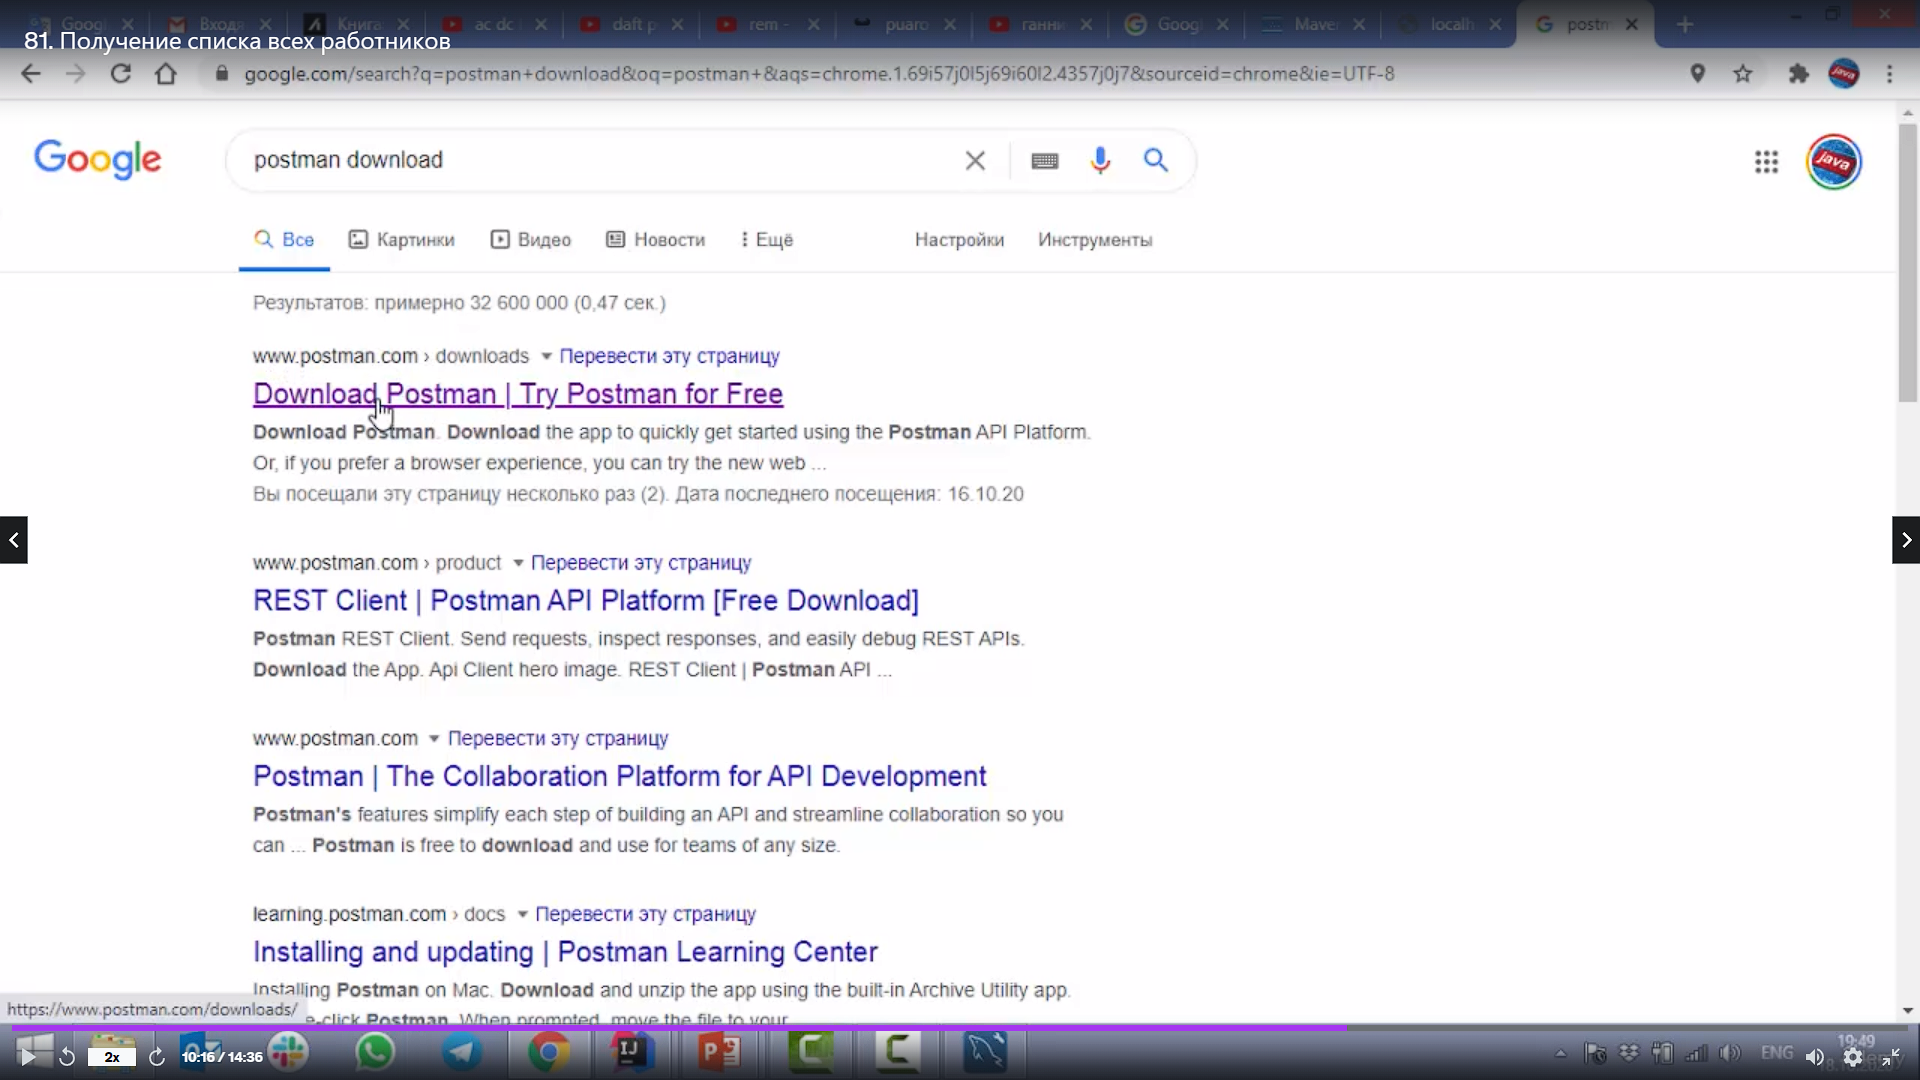 Googl
Входя
Книга
ac dc
daft p
rem -
puaro
ганни
Goog
Mave
localh
postm
81. Получение списка всех работников
google.com/search?q=postman+download&oq=postman+&aqs=chrome.1.69i57j0l5j69i60l2.4357j0j7&sourceid=chrome&ie=UTF-8
Google
postman download
java
Все
Картинки
Видео
Новости
Ещё
Настройки
Инструменты
Результатов: примерно 32 600 000 (0,47 сек.)
www.postman.com › downloads Перевести эту страницу
Download Postman | Try Postman for Free
Download Postman. Download the app to quickly get started using the Postman API Platform.
Or, if you prefer a browser experience, you can try the new web ...
Вы посещали эту страницу несколько раз (2). Дата последнего посещения: 16.10.20
www.postman.com › product Перевести эту страницу
REST Client | Postman API Platform [Free Download]
Postman REST Client. Send requests, inspect responses, and easily debug REST APIs.
Download the App. Api Client hero image. REST Client | Postman API ...
www.postman.com Перевести эту страницу
Postman | The Collaboration Platform for API Development
Postman's features simplify each step of building an API and streamline collaboration so you
can ... Postman is free to download and use for teams of any size.
learning.postman.com › docs Перевести эту страницу
Installing and updating | Postman Learning Center
Installing Postman on Mac. Download and unzip the app using the built-in Archive Utility app.
e-click Postman. When prompted, move the file to your
https://www.postman.com/downloads/
2x
10:16 / 14:36
IJ
ENG
19:49